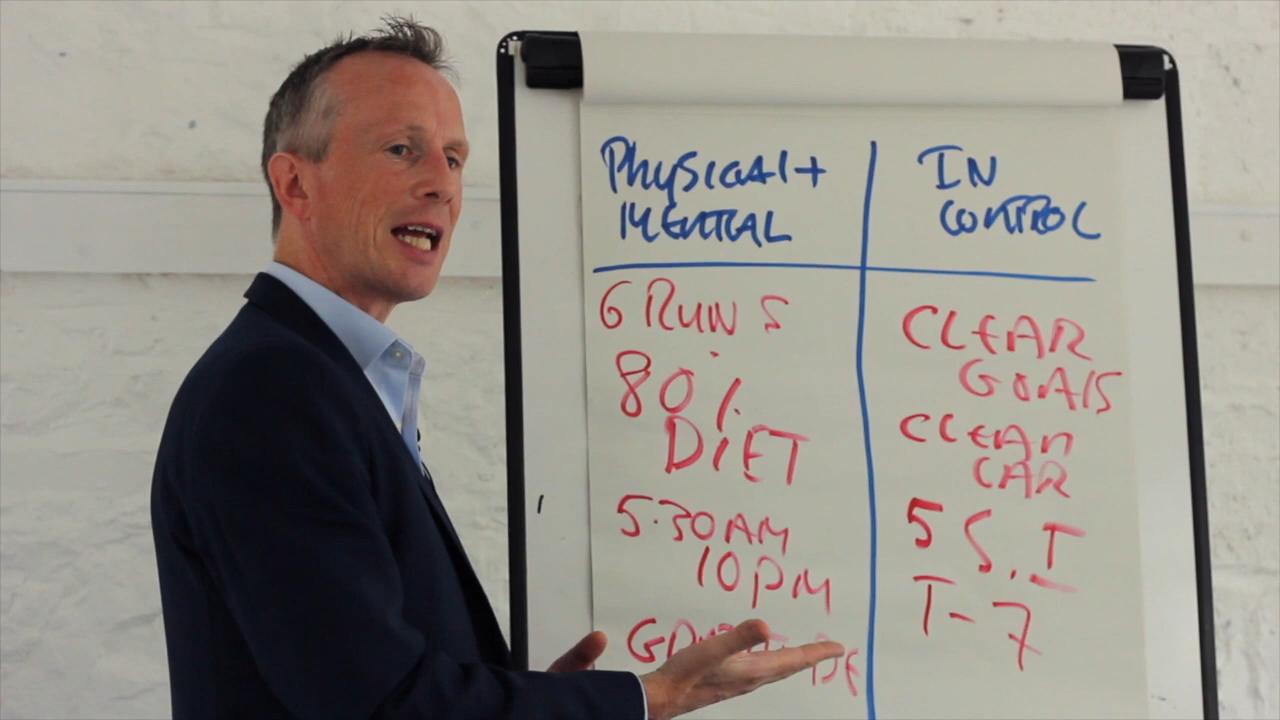 Physical +
Mental
6 Runs
80%
Diet
5.30AM
10pm
In
Control
Clear
Goals
Clean
Car
5 S.T
T-7